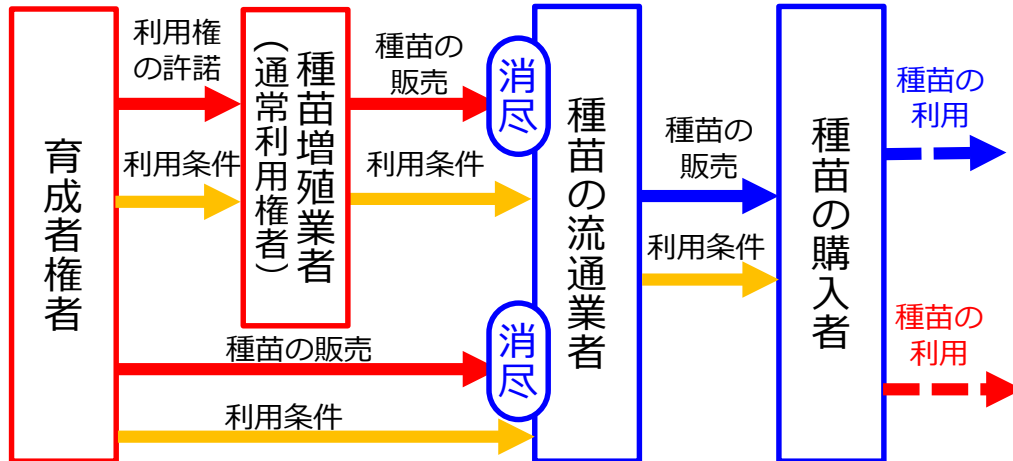 育成者権者
利用権
の許諾
利用条件
種苗増殖業者
(通常利用権者)
種苗の
販売
利用条件
消尽
種苗の販売
利用条件
消尽
種苗の流通業者
種苗の
販売
利用条件
種苗の購入者
種苗の
利用
種苗の
利用